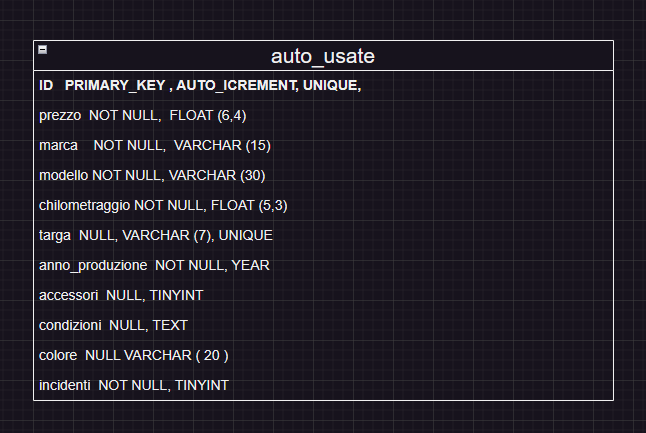 auto_usate
ID PRIMARY_KEY , AUTO_ICREMENT, UNIQUE,
prezzo NOT NULL, FLOAT (6,4)
marca NOT NULL, VARCHAR (15)
modello NOT NULL, VARCHAR (30)
chilometraggio NOT NULL, FLOAT (5,3)
targa NULL, VARCHAR (7), UNIQUE
anno_produzione NOT NULL, YEAR
accessori NULL, TINYINT
condizioni NULL, TEXT
colore NULL VARCHAR ( 20 )
incidenti NOT NULL, TINYINT